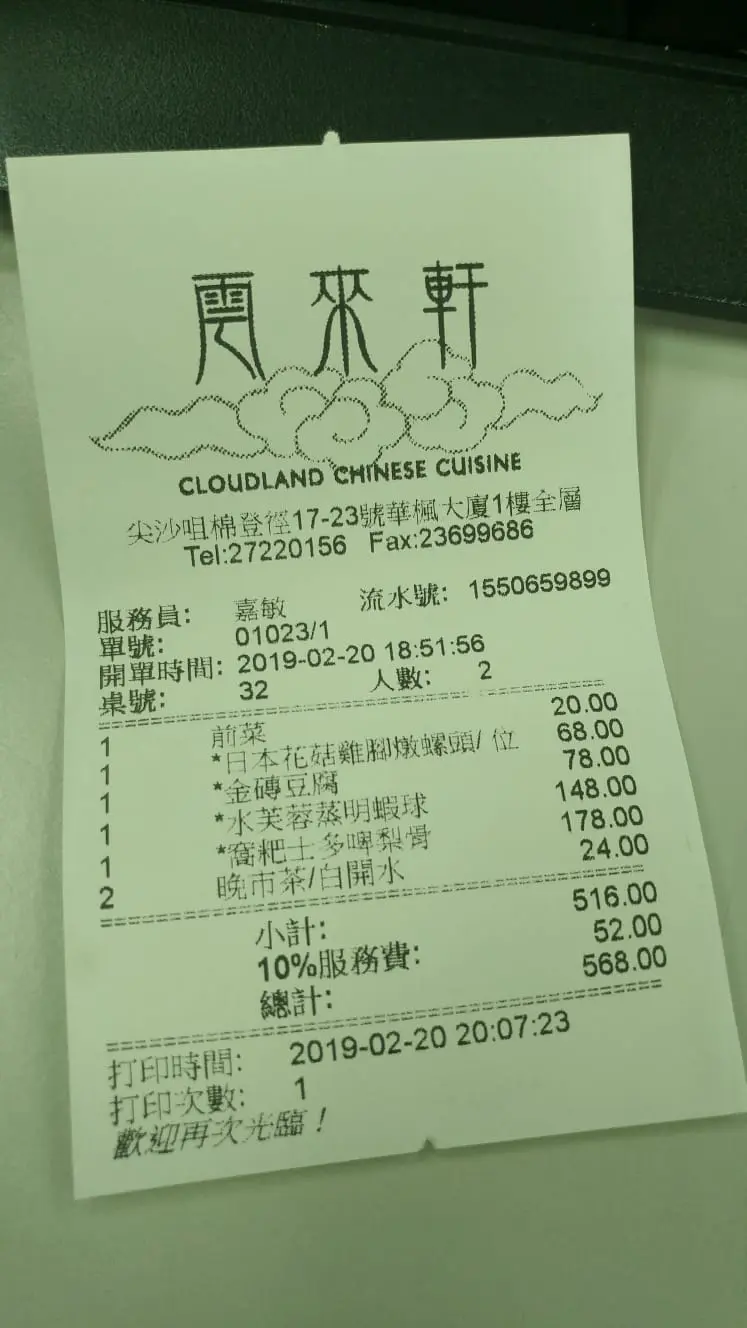 雲來軒
CLOUDLAND CHINESE CUISINE
尖沙咀棉登徑17-23號華楓大廈1樓全層
Tel:27220156 Fax:23699686
服務員: 嘉敏 流水號: 1550659899
單號: 01023/1
開單時間: 2019-02-20 18:51:56
桌號: 32 人數: 2
1 前菜 20.00
1 *日本花菇雞腳燉螺頭/ 位 68.00
1 *金磚豆腐 78.00
1 *水芙蓉蒸明蝦球 148.00
1 *窩粑士多啤梨骨 178.00
2 晚市茶/白開水 24.00
小計: 516.00
10%服務費: 52.00
總計: 568.00
打印時間: 2019-02-20 20:07:23
打印次數: 1
歡迎再次光臨！